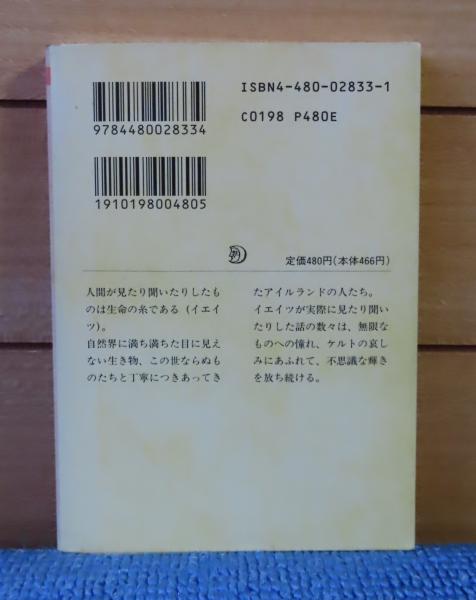 ISBN4-480-02833-1
9784480028334
C0198 P480E
1910198004805
定価480円(本体466円)
人間が見たり聞いたりしたも
のは生命の糸である (イエイ
ツ)。
自然界に満ち満ちた目に見え
ない生き物、この世ならぬも
のたちと丁寧につきあってき
たアイルランドの人たち。
イエイツが実際に見たり聞い
たりした話の数々は、無限な
ものへの憧れ、ケルトの哀し
みにあふれて、不思議な輝き
を放ち続ける。